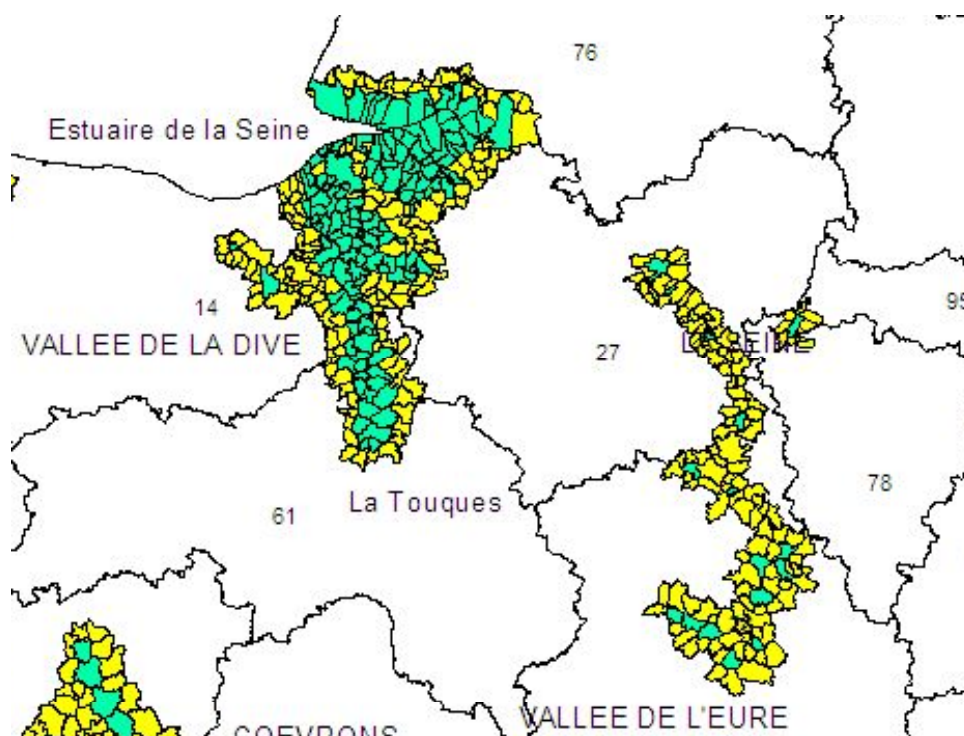 76
Estuaire de la Seine
95
14
VALLEE DE LA DIVE
27
61
La Touques
78
VALLEE DE L'EURE